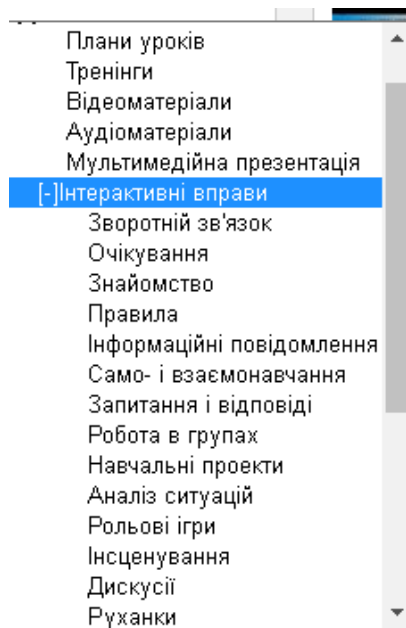 Плани уроків
Тренінги
Відеоматеріали
Аудіоматеріали
Мультимедійна презентація
[-]Інтерактивні вправи
Зворотній зв'язок
Очікування
Знайомство
Правила
Інформаційні повідомлення
Само- і взаємонавчання
Запитання і відповіді
Робота в групах
Навчальні проекти
Аналіз ситуацій
Рольові ігри
Інсценування
Дискусії
Руханки